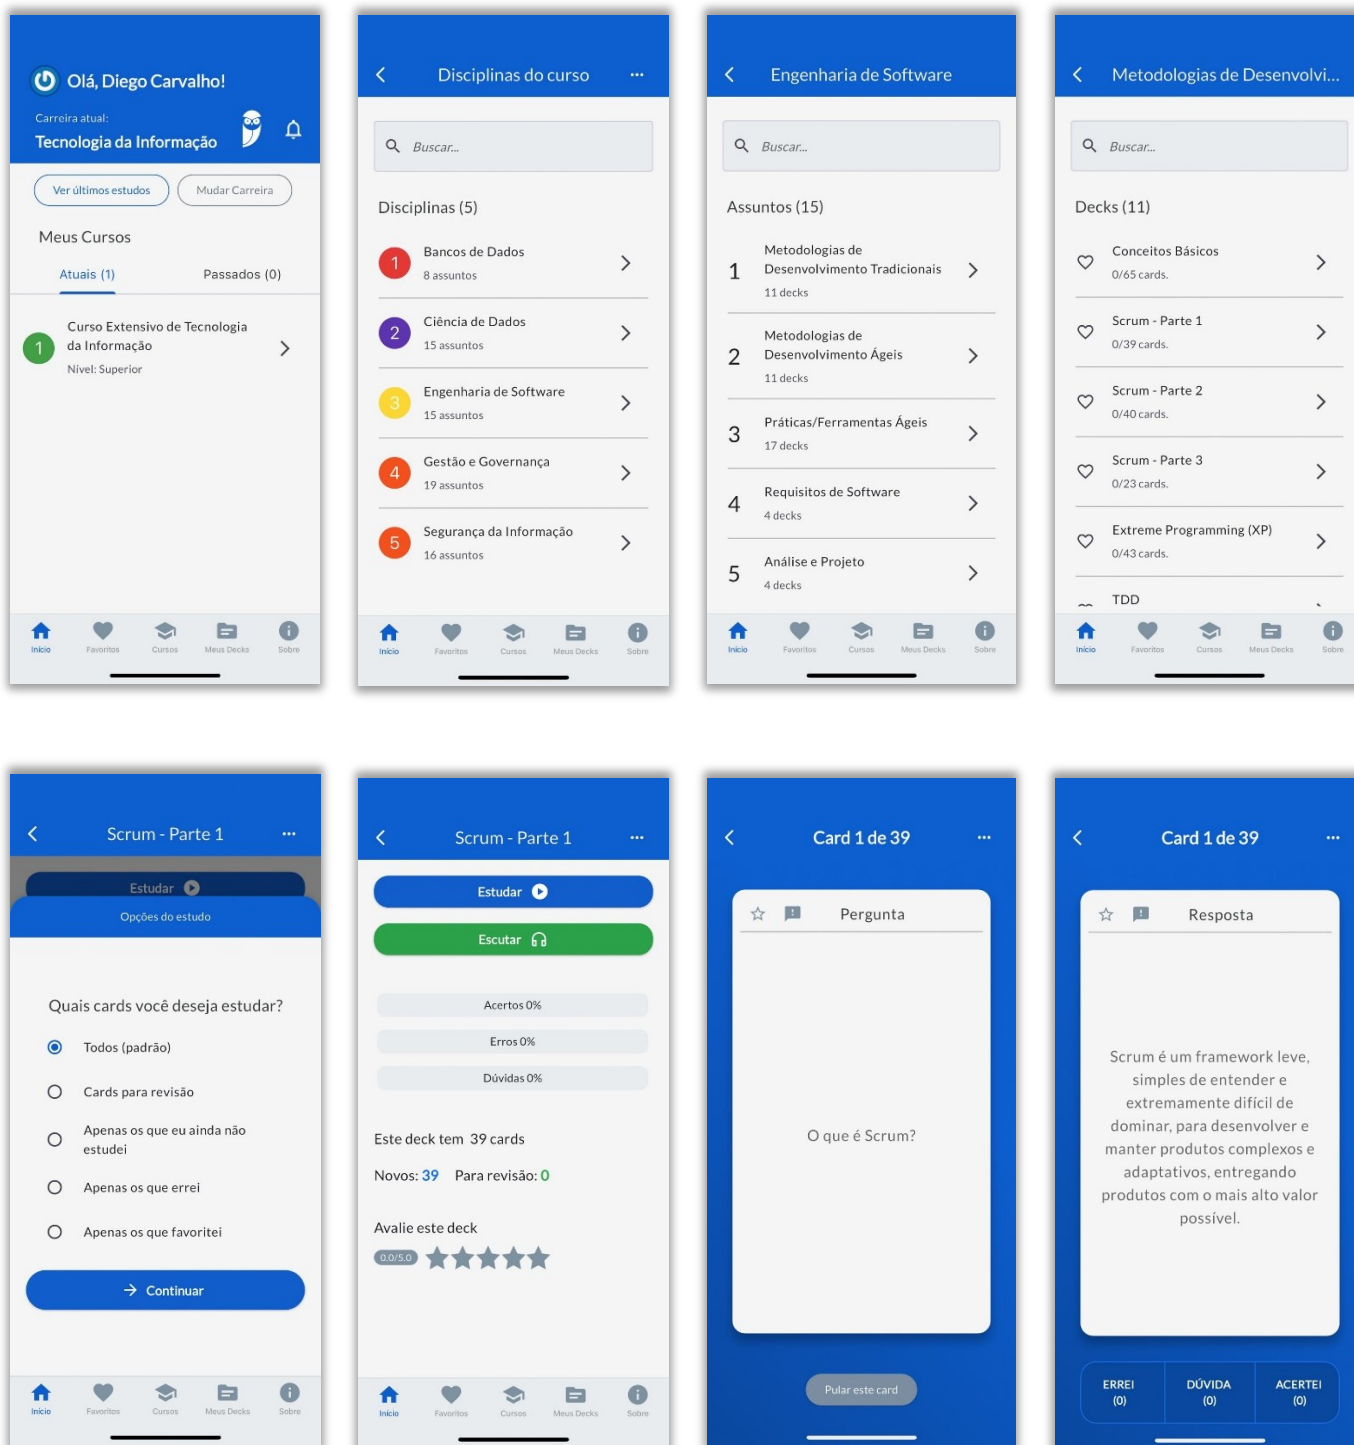 Olá, Diego Carvalho!
Carreira atual:
Tecnologia da Informação
Ver últimos estudos
Mudar Carreira
Meus Cursos
Atuais (1)
Passados (0)
1
Curso Extensivo de Tecnologia
da Informação
Nível: Superior
Início
Favoritos
Cursos
Meus Decks
Sobre
Disciplinas do curso
Buscar...
Disciplinas (5)
1
Bancos de Dados
8 assuntos
2
Ciência de Dados
15 assuntos
3
Engenharia de Software
15 assuntos
4
Gestão e Governança
19 assuntos
5
Segurança da Informação
16 assuntos
Início
Favoritos
Cursos
Meus Decks
Sobre
Engenharia de Software
Buscar...
Assuntos (15)
1
Metodologias de
Desenvolvimento Tradicionais
11 decks
2
Metodologias de
Desenvolvimento Ágeis
11 decks
3
Práticas/Ferramentas Ágeis
17 decks
4
Requisitos de Software
4 decks
5
Análise e Projeto
4 decks
Início
Favoritos
Cursos
Meus Decks
Sobre
Metodologias de Desenvolvi...
Buscar...
Decks (11)
Conceitos Básicos
0/65 cards.
Scrum - Parte 1
0/39 cards.
Scrum - Parte 2
0/40 cards.
Scrum - Parte 3
0/23 cards.
Extreme Programming (XP)
0/43 cards.
TDD
Início
Favoritos
Cursos
Meus Decks
Sobre
Scrum - Parte 1
Estudar
Opções do estudo
Quais cards você deseja estudar?
Todos (padrão)
Cards para revisão
Apenas os que eu ainda não
estudei
Apenas os que errei
Apenas os que favoritei
Continuar
Início
Favoritos
Cursos
Meus Decks
Sobre
Scrum - Parte 1
Estudar
Escutar
Acertos 0%
Erros 0%
Dúvidas 0%
Este deck tem 39 cards
Novos: 39 Para revisão: 0
Avalie este deck
0.0/5.0
Início
Favoritos
Cursos
Meus Decks
Sobre
Card 1 de 39
Pergunta
O que é Scrum?
Pular este card
Card 1 de 39
Resposta
Scrum é um framework leve,
simples de entender e
extremamente difícil de
dominar, para desenvolver e
manter produtos complexos e
adaptativos, entregando
produtos com o mais alto valor
possível.
ERREI
(0)
DÚVIDA
(0)
ACERTEI
(0)